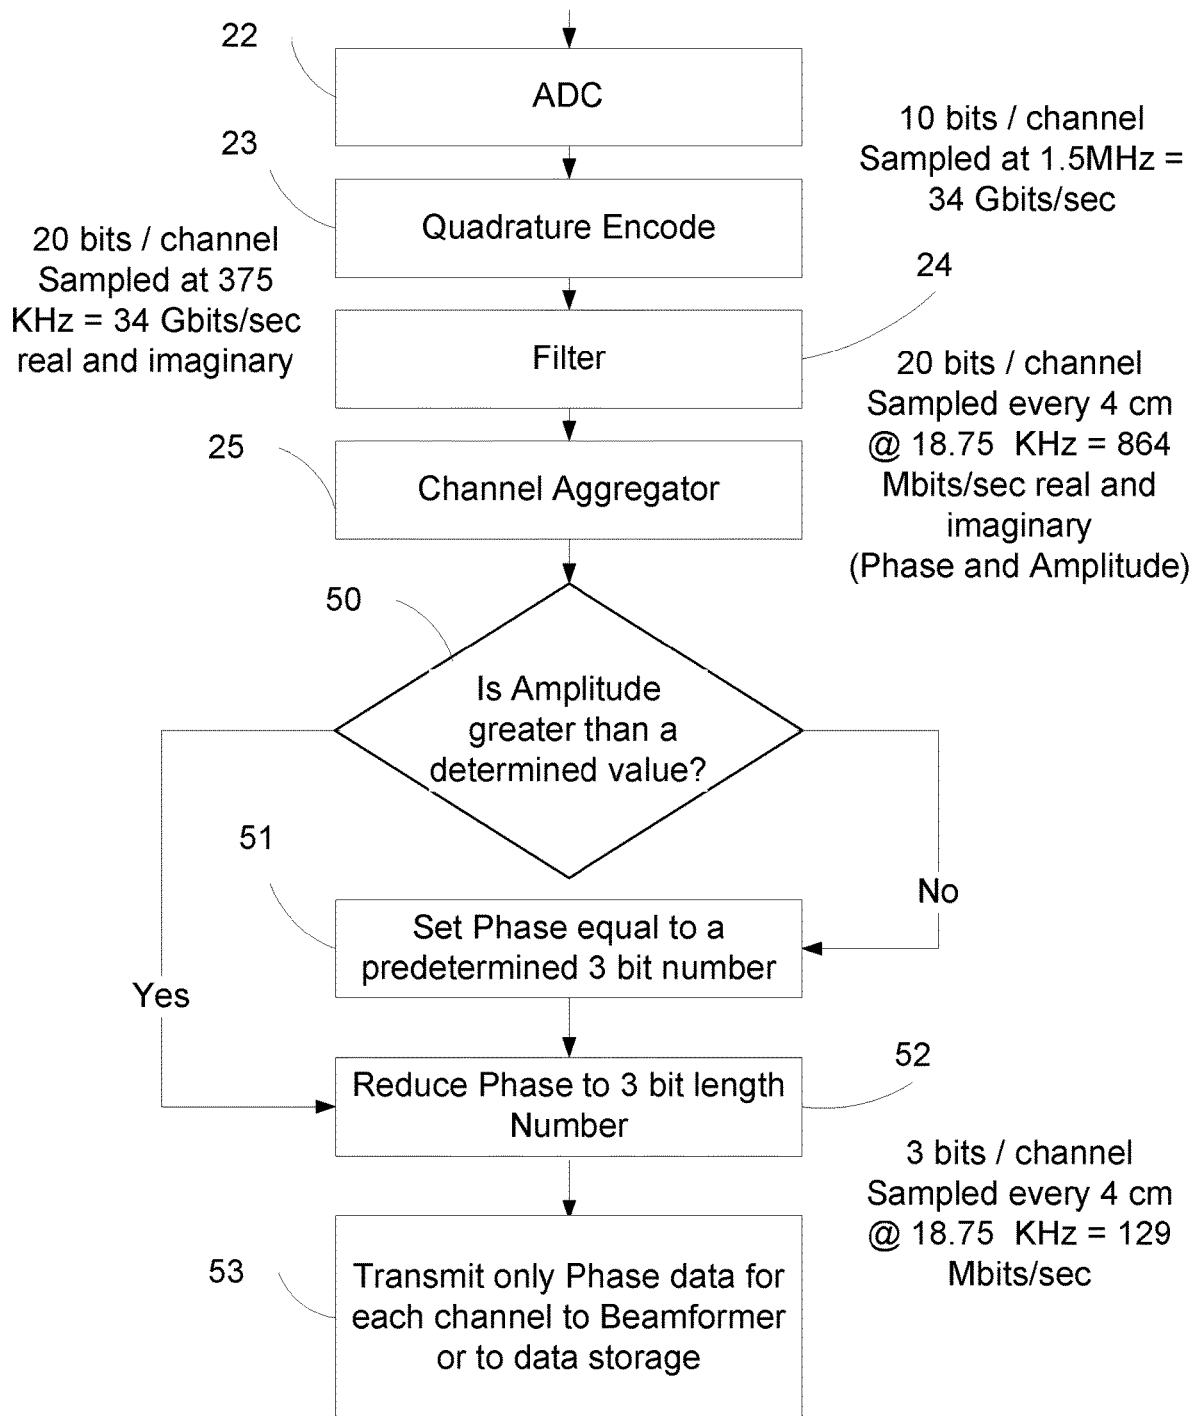 22
ADC
23
10 bits / channel
Sampled at 1.5MHz =
34 Gbits/sec
Quadrature Encode
20 bits / channel
Sampled at 375
KHz = 34 Gbits/sec
real and imaginary
24
Filter
20 bits / channel
Sampled every 4 cm
@ 18.75 KHz = 864
Mbits/sec real and
imaginary
(Phase and Amplitude)
25
Channel Aggregator
50
Is Amplitude
greater than a
determined value?
51
No
Set Phase equal to a
predetermined 3 bit number
Yes
52
Reduce Phase to 3 bit length
Number
3 bits / channel
Sampled every 4 cm
@ 18.75 KHz = 129
Mbits/sec
53
Transmit only Phase data for
each channel to Beamformer
or to data storage